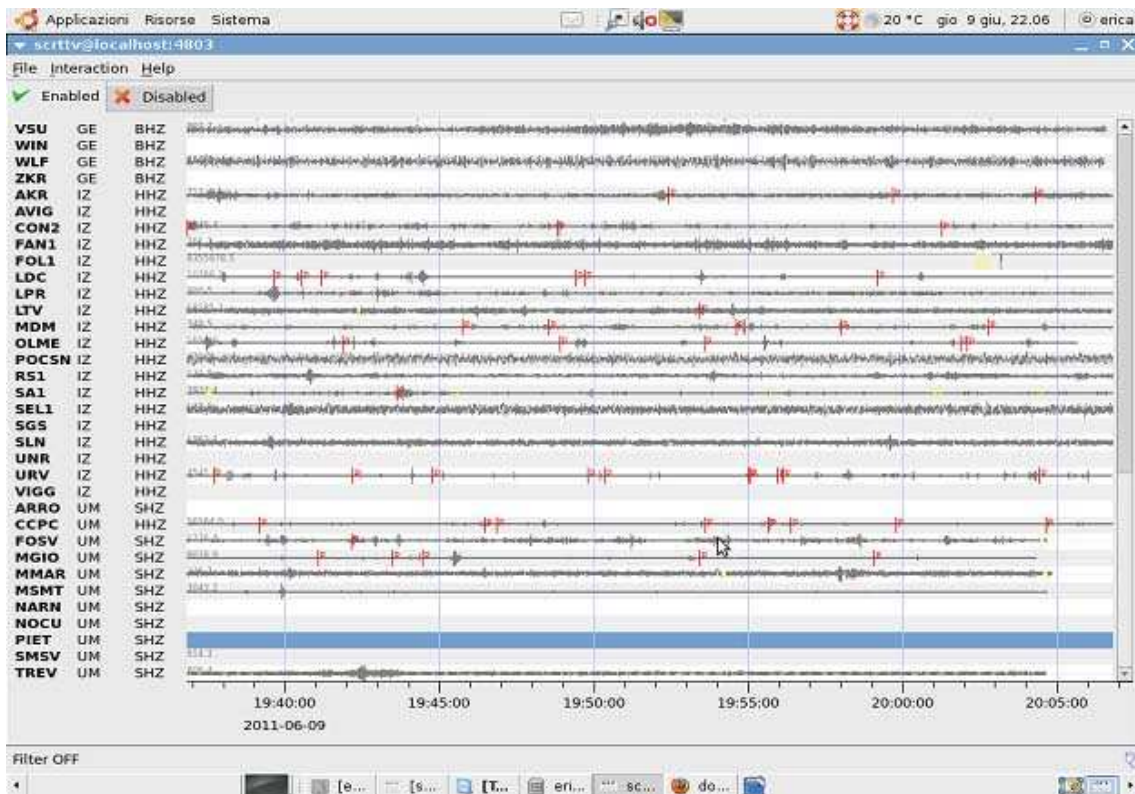 Applicazioni Risorse Sistema 20 °C gio 9 giu, 22.06 erica
scrttv@localhost:4803
File Interaction Help
Enabled Disabled
VSU GE BHZ
WIN GE BHZ
WLF GE BHZ
ZKR GE BHZ
AKR IZ HHZ
AVIG IZ HHZ
CON2 IZ HHZ
FAN1 IZ HHZ
FOL1 IZ HHZ
LDC IZ HHZ
LPR IZ HHZ
LTV IZ HHZ
MDM IZ HHZ
OLME IZ HHZ
POCSN IZ HHZ
RS1 IZ HHZ
SA1 IZ HHZ
SEL1 IZ HHZ
SGS IZ HHZ
SLN IZ HHZ
UNR IZ HHZ
URV IZ HHZ
VIGG IZ HHZ
ARRO UM SHZ
CCPC UM HHZ
FOSV UM SHZ
MGIO UM SHZ
MMAR UM SHZ
MSMT UM SHZ
NARN UM SHZ
NOCU UM SHZ
PIET UM SHZ
SMSV UM SHZ
TREV UM SHZ
19:40:00 19:45:00 19:50:00 19:55:00 20:00:00 20:05:00
2011-06-09
Filter OFF
[e... [s... [T... eri... sc... do...